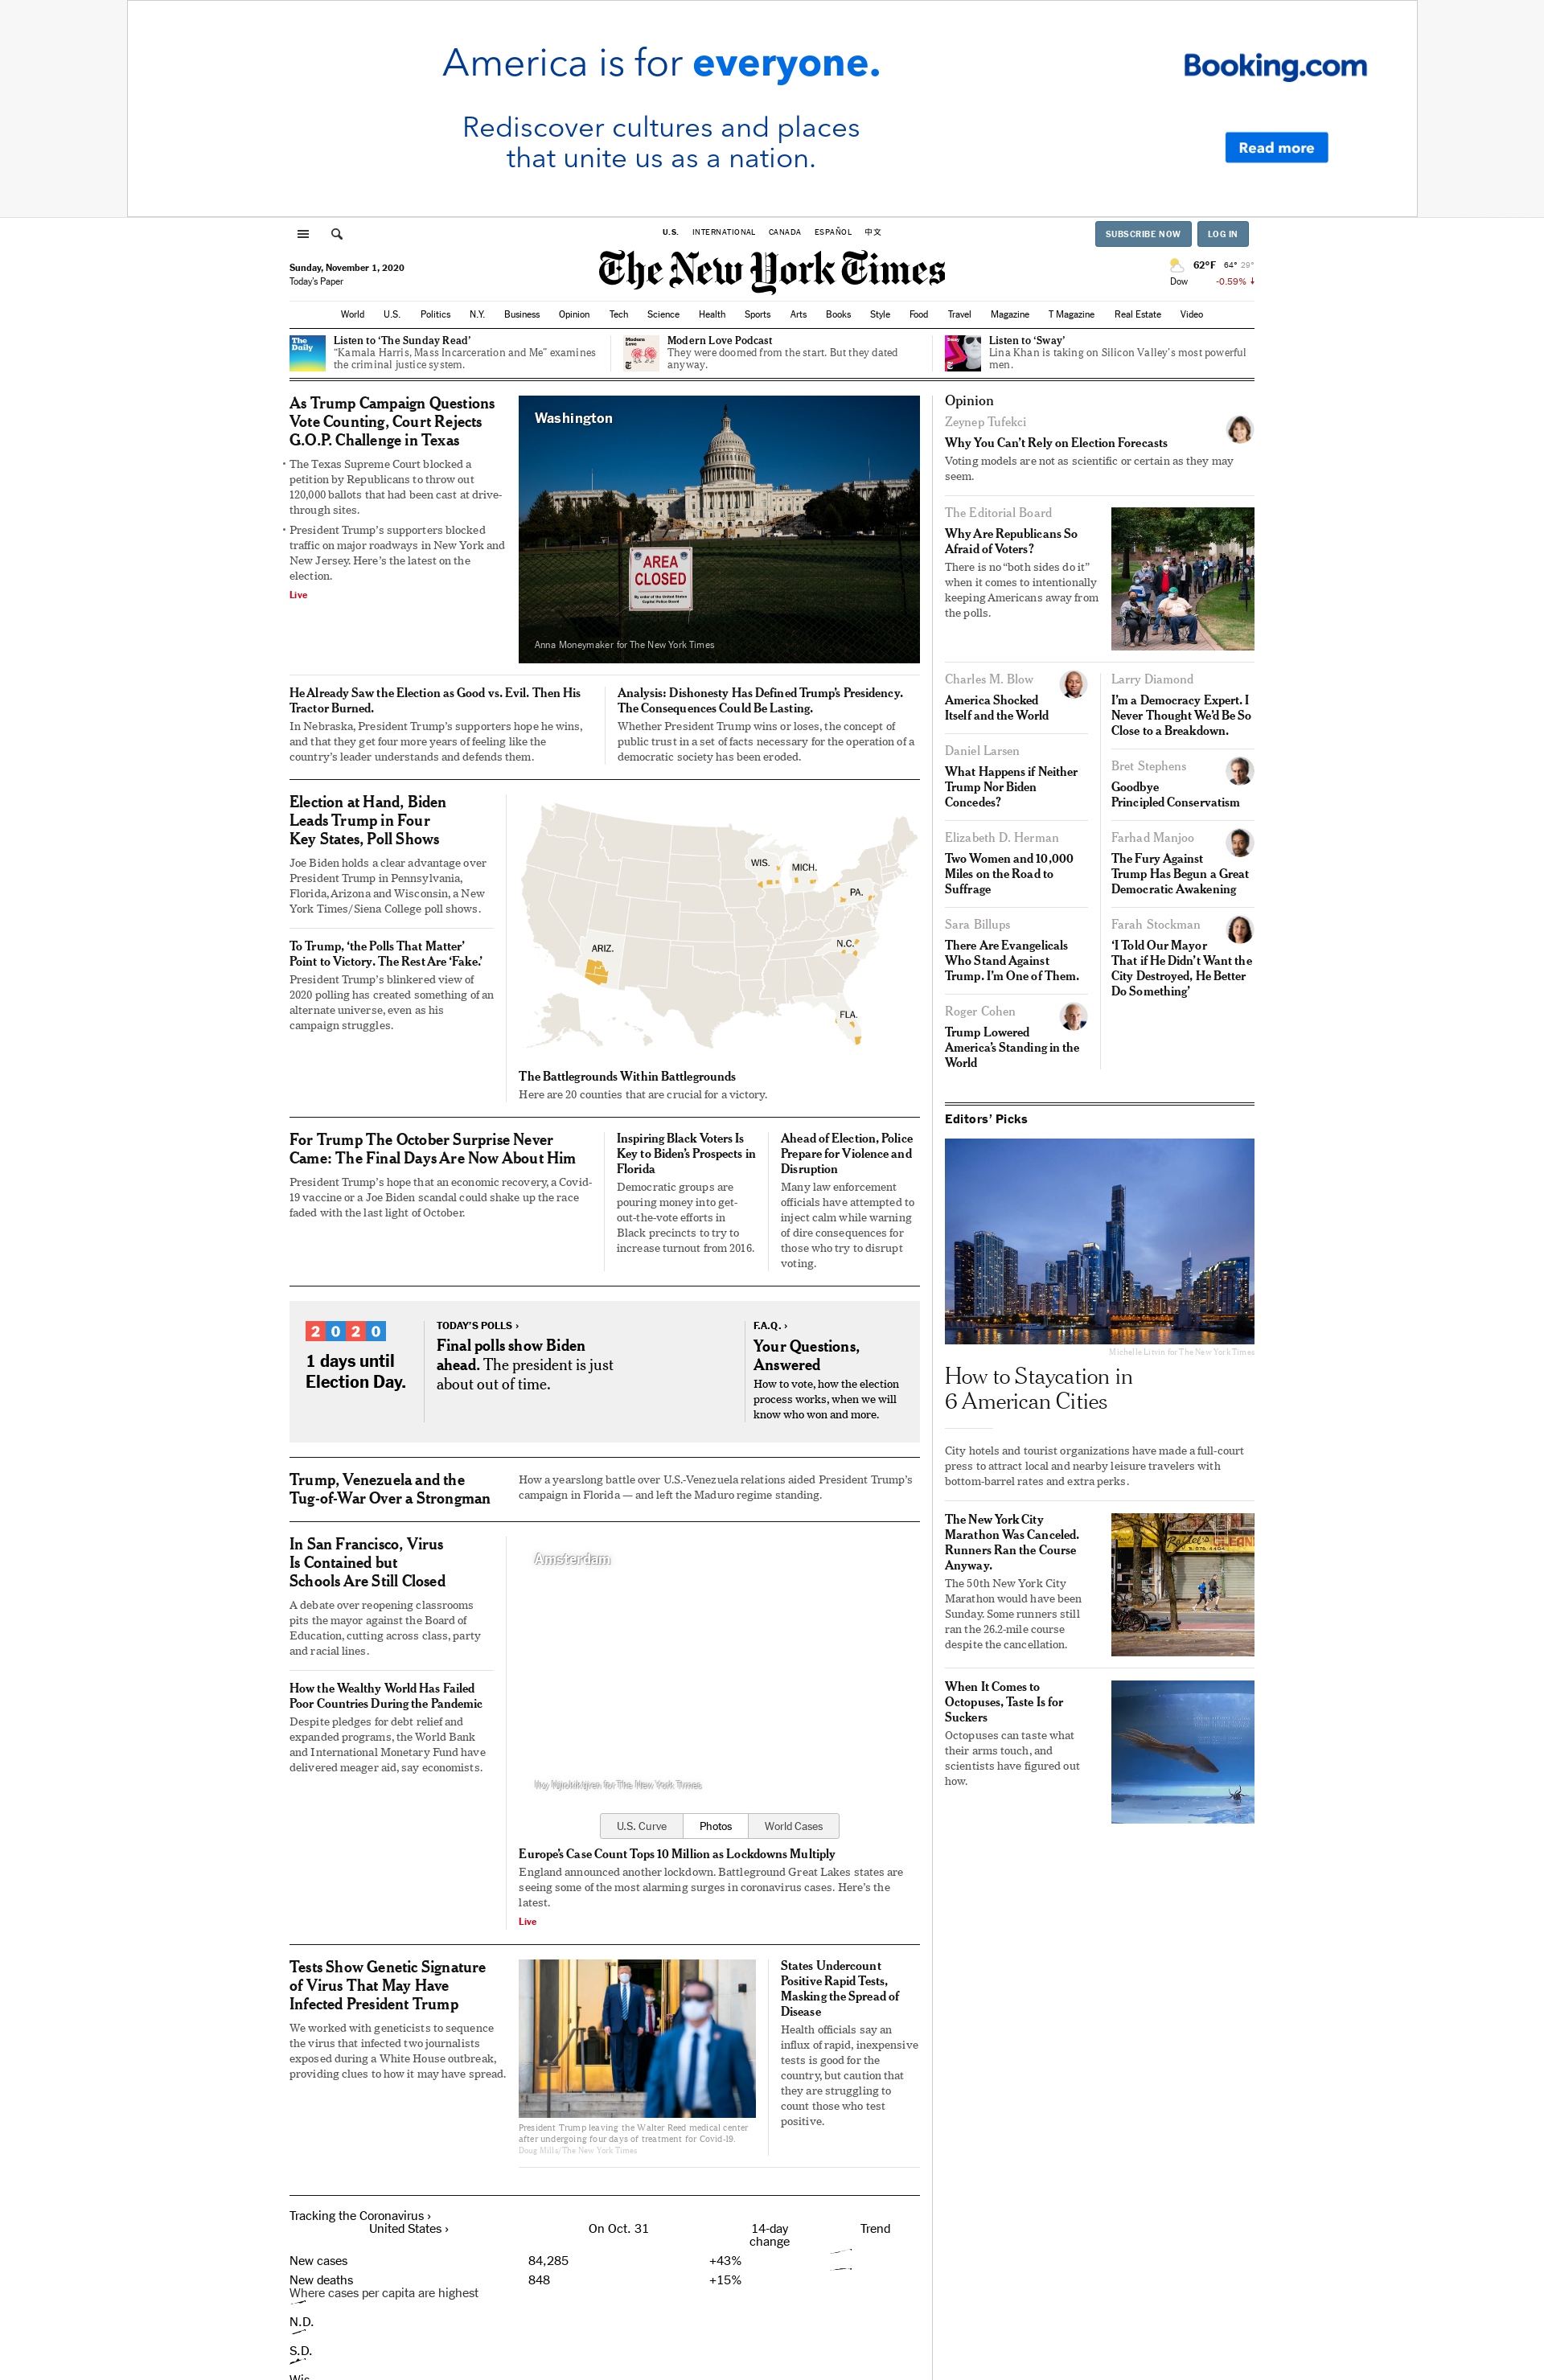 America is for everyone.
Rediscover cultures and places
that unite us as a nation.
Booking.com
Read more
U.S.
INTERNATIONAL
CANADA
ESPAÑOL
中文
SUBSCRIBE NOW
LOG IN
Sunday, November 1, 2020
Today's Paper
The New York Times
62°F 64° 29°
Dow -0.59%
World
U.S.
Politics
N.Y.
Business
Opinion
Tech
Science
Health
Sports
Arts
Books
Style
Food
Travel
Magazine
T Magazine
Real Estate
Video
The
Daily
Listen to ‘The Sunday Read’
“Kamala Harris, Mass Incarceration and Me” examines
the criminal justice system.
Modern
Love
Modern Love Podcast
They were doomed from the start. But they dated
anyway.
Listen to ‘Sway’
Lina Khan is taking on Silicon Valley’s most powerful
men.
As Trump Campaign Questions
Vote Counting, Court Rejects
G.O.P. Challenge in Texas
• The Texas Supreme Court blocked a
petition by Republicans to throw out
120,000 ballots that had been cast at drive-
through sites.
• President Trump’s supporters blocked
traffic on major roadways in New York and
New Jersey. Here’s the latest on the
election.
Live
Washington
AREA
CLOSED
By order of the United States
Capitol Police Board
Anna Moneymaker for The New York Times
He Already Saw the Election as Good vs. Evil. Then His
Tractor Burned.
In Nebraska, President Trump’s supporters hope he wins,
and that they get four more years of feeling like the
country’s leader understands and defends them.
Analysis: Dishonesty Has Defined Trump’s Presidency.
The Consequences Could Be Lasting.
Whether President Trump wins or loses, the concept of
public trust in a set of facts necessary for the operation of a
democratic society has been eroded.
Election at Hand, Biden
Leads Trump in Four
Key States, Poll Shows
Joe Biden holds a clear advantage over
President Trump in Pennsylvania,
Florida, Arizona and Wisconsin, a New
York Times/Siena College poll shows.
To Trump, ‘the Polls That Matter’
Point to Victory. The Rest Are ‘Fake.’
President Trump’s blinkered view of
2020 polling has created something of an
alternate universe, even as his
campaign struggles.
WIS.
MICH.
PA.
N.C.
ARIZ.
FLA.
The Battlegrounds Within Battlegrounds
Here are 20 counties that are crucial for a victory.
For Trump The October Surprise Never
Came: The Final Days Are Now About Him
President Trump’s hope that an economic recovery, a Covid-
19 vaccine or a Joe Biden scandal could shake up the race
faded with the last light of October.
Inspiring Black Voters Is
Key to Biden’s Prospects in
Florida
Democratic groups are
pouring money into get-
out-the-vote efforts in
Black precincts to try to
increase turnout from 2016.
Ahead of Election, Police
Prepare for Violence and
Disruption
Many law enforcement
officials have attempted to
inject calm while warning
of dire consequences for
those who try to disrupt
voting.
2020
1 days until
Election Day.
TODAY’S POLLS ›
Final polls show Biden
ahead. The president is just
about out of time.
F.A.Q. ›
Your Questions,
Answered
How to vote, how the election
process works, when we will
know who won and more.
Trump, Venezuela and the
Tug-of-War Over a Strongman
How a yearslong battle over U.S.-Venezuela relations aided President Trump’s
campaign in Florida — and left the Maduro regime standing.
In San Francisco, Virus
Is Contained but
Schools Are Still Closed
A debate over reopening classrooms
pits the mayor against the Board of
Education, cutting across class, party
and racial lines.
How the Wealthy World Has Failed
Poor Countries During the Pandemic
Despite pledges for debt relief and
expanded programs, the World Bank
and International Monetary Fund have
delivered meager aid, say economists.
Amsterdam
for The New York Times
U.S. Curve
Photos
World Cases
Europe’s Case Count Tops 10 Million as Lockdowns Multiply
England announced another lockdown. Battleground Great Lakes states are
seeing some of the most alarming surges in coronavirus cases. Here’s the
latest.
Live
Tests Show Genetic Signature
of Virus That May Have
Infected President Trump
We worked with geneticists to sequence
the virus that infected two journalists
exposed during a White House outbreak,
providing clues to how it may have spread.
President Trump leaving the Walter Reed medical center
after undergoing four days of treatment for Covid-19.
Doug Mills/The New York Times
States Undercount
Positive Rapid Tests,
Masking the Spread of
Disease
Health officials say an
influx of rapid, inexpensive
tests is good for the
country, but caution that
they are struggling to
count those who test
positive.
Tracking the Coronavirus ›
United States ›
On Oct. 31
14-day
change
Trend
New cases 84,285 +43%
New deaths 848 +15%
Where cases per capita are highest
N.D.
S.D.
Wis.
Opinion
Zeynep Tufekci
Why You Can’t Rely on Election Forecasts
Voting models are not as scientific or certain as they may
seem.
The Editorial Board
Why Are Republicans So
Afraid of Voters?
There is no “both sides do it”
when it comes to intentionally
keeping Americans away from
the polls.
Charles M. Blow
America Shocked
Itself and the World
Daniel Larsen
What Happens if Neither
Trump Nor Biden
Concedes?
Elizabeth D. Herman
Two Women and 10,000
Miles on the Road to
Suffrage
Sara Billups
There Are Evangelicals
Who Stand Against
Trump. I’m One of Them.
Roger Cohen
Trump Lowered
America’s Standing in the
World
Larry Diamond
I’m a Democracy Expert. I
Never Thought We’d Be So
Close to a Breakdown.
Bret Stephens
Goodbye
Principled Conservatism
Farhad Manjoo
The Fury Against
Trump Has Begun a Great
Democratic Awakening
Farah Stockman
‘I Told Our Mayor
That if He Didn’t Want the
City Destroyed, He Better
Do Something’
Editors’ Picks
Michelle Litvin for The New York Times
How to Staycation in
6 American Cities
City hotels and tourist organizations have made a full-court
press to attract local and nearby leisure travelers with
bottom-barrel rates and extra perks.
The New York City
Marathon Was Canceled.
Runners Ran the Course
Anyway.
The 50th New York City
Marathon would have been
Sunday. Some runners still
ran the 26.2-mile course
despite the cancellation.
When It Comes to
Octopuses, Taste Is for
Suckers
Octopuses can taste what
their arms touch, and
scientists have figured out
how.